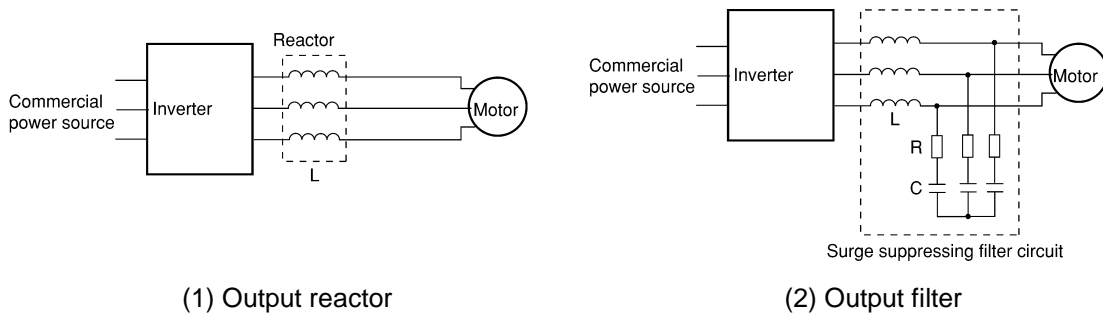 Reactor
Commercial
power source
Inverter
Motor
L
(1) Output reactor
Commercial
power source
Inverter
Motor
L
R
C
Surge suppressing filter circuit
(2) Output filter